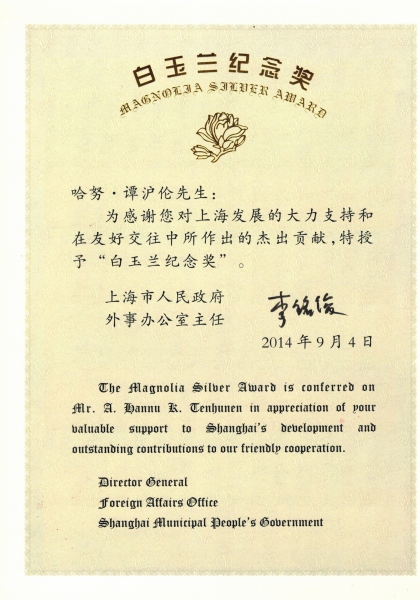 白玉兰纪念奖
MAGNOLIA SILVER AWARD
哈努·谭沪伦先生：
为感谢您对上海发展的大力支持和
在友好交往中所作出的杰出贡献，特授
予“白玉兰纪念奖”。
上海市人民政府
外事办公室主任
李铭俊
2014年9月4日
The Magnolia Silver Award is conferred on
Mr. A. Hannu K. Tenhunen in appreciation of your
valuable support to Shanghai's development and
outstanding contributions to our friendly cooperation.
Director General
Foreign Affairs Office
Shanghai Municipal People's Government